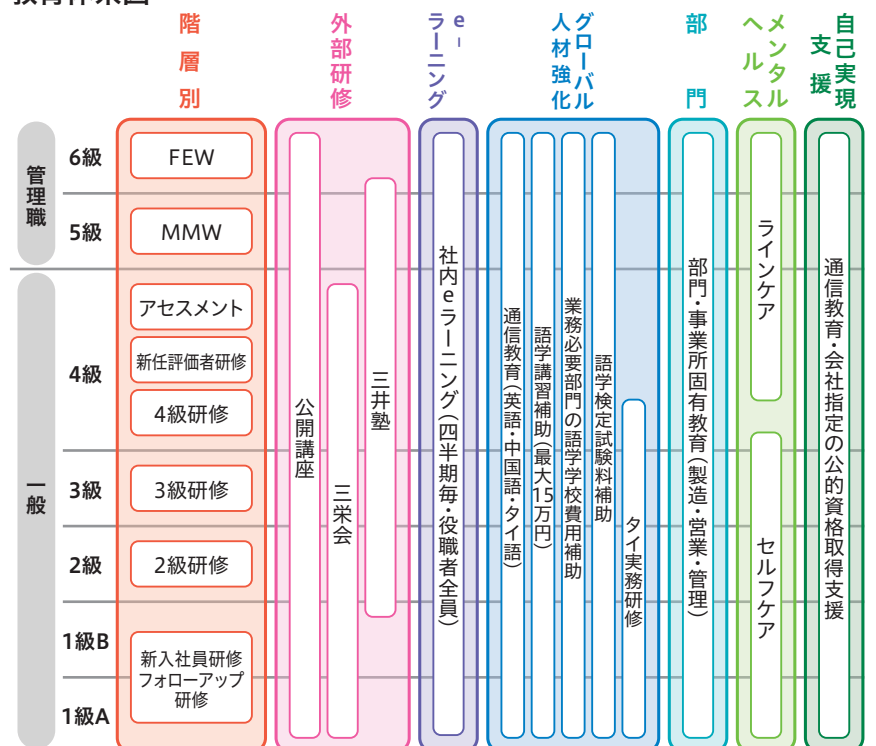 階層別
外部研修
e-ラーニング
グローバル
人材強化
部門
メンタル
ヘルス
自己実現
支援
管理職
一般
6級
5級
4級
3級
2級
1級B
1級A
FEW
MMW
アセスメント
新任評価者研修
4級研修
3級研修
2級研修
新入社員研修
フォローアップ
研修
公開講座
三栄会
三井塾
社内eラーニング(四半期毎・役職者全員)
通信教育(英語・中国語・タイ語)
語学講習補助(最大15万円)
業務必要部門の語学学校費用補助
語学検定試験料補助
タイ実務研修
部門・事業所固有教育(製造・営業・管理)
ラインケア
セルフケア
通信教育・会社指定の公的資格取得支援